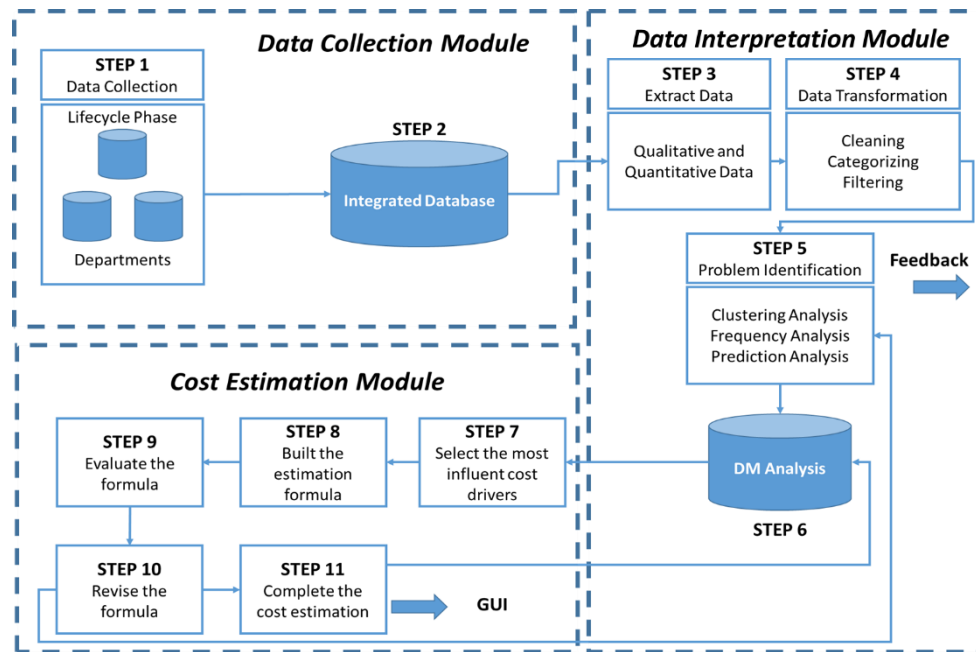 Data Collection Module
STEP 1
Data Collection
Lifecycle Phase
Departments
STEP 2
Integrated Database
Data Interpretation Module
STEP 3
Extract Data
Qualitative and
Quantitative Data
STEP 4
Data Transformation
Cleaning
Categorizing
Filtering
STEP 5
Problem Identification
Clustering Analysis
Frequency Analysis
Prediction Analysis
Feedback
DM Analysis
STEP 6
Cost Estimation Module
STEP 7
Select the most
influent cost
drivers
STEP 8
Built the
estimation
formula
STEP 9
Evaluate the
formula
STEP 10
Revise the
formula
STEP 11
Complete the
cost estimation
GUI